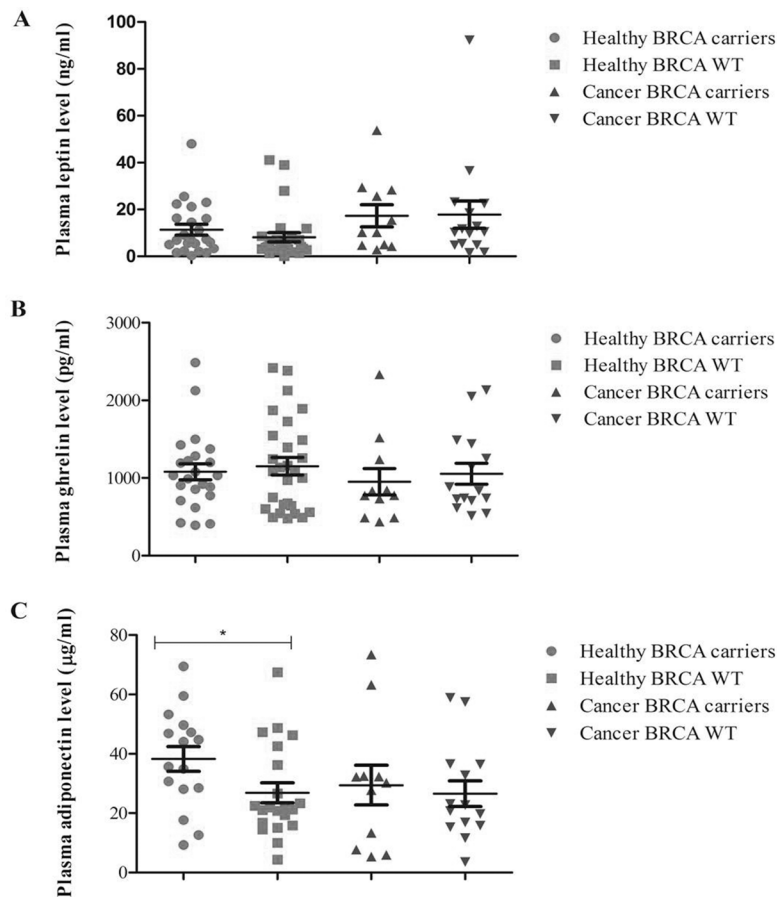 A
Plasma leptin level (ng/ml)
100
80
60
40
20
0
Healthy BRCA carriers
Healthy BRCA WT
Cancer BRCA carriers
Cancer BRCA WT
B
Plasma ghrelin level (pg/ml)
3000
2000
1000
0
Healthy BRCA carriers
Healthy BRCA WT
Cancer BRCA carriers
Cancer BRCA WT
C
Plasma adiponectin level (µg/ml)
80
60
40
20
0
*
Healthy BRCA carriers
Healthy BRCA WT
Cancer BRCA carriers
Cancer BRCA WT